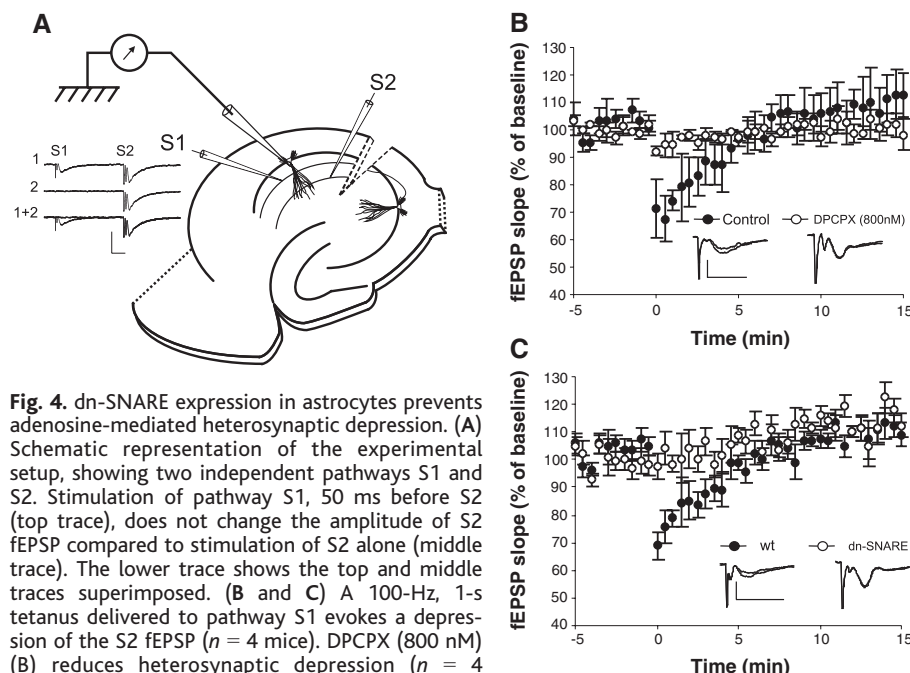 A
S2
S1
S1 S2
1
2
1+2
B
130
120
110
100
90
80
70
60
50
40
fEPSP slope (% of baseline)
Control
DPCPX (800nM)
-5 0 5 10 15
Time (min)
C
130
120
110
100
90
80
70
60
50
40
fEPSP slope (% of baseline)
wt
dn-SNARE
-5 0 5 10 15
Time (min)
Fig. 4. dn-SNARE expression in astrocytes prevents
adenosine-mediated heterosynaptic depression. (A)
Schematic representation of the experimental
setup, showing two independent pathways S1 and
S2. Stimulation of pathway S1, 50 ms before S2
(top trace), does not change the amplitude of S2
fEPSP compared to stimulation of S2 alone (middle
trace). The lower trace shows the top and middle
traces superimposed. (B and C) A 100-Hz, 1-s
tetanus delivered to pathway S1 evokes a depres-
sion of the S2 fEPSP (n = 4 mice). DPCPX (800 nM)
(B) reduces heterosynaptic depression (n = 4